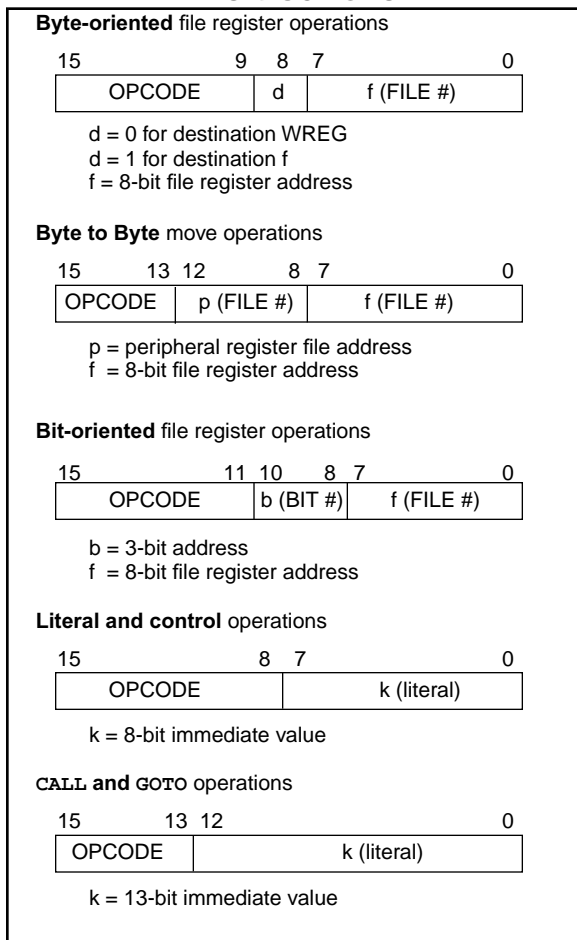 Byte-oriented file register operations
15 9 8 7 0
OPCODE d f (FILE #)
d = 0 for destination WREG
d = 1 for destination f
f = 8-bit file register address
Byte to Byte move operations
15 13 12 8 7 0
OPCODE p (FILE #) f (FILE #)
p = peripheral register file address
f = 8-bit file register address
Bit-oriented file register operations
15 11 10 8 7 0
OPCODE b (BIT #) f (FILE #)
b = 3-bit address
f = 8-bit file register address
Literal and control operations
15 8 7 0
OPCODE k (literal)
k = 8-bit immediate value
CALL and GOTO operations
15 13 12 0
OPCODE k (literal)
k = 13-bit immediate value